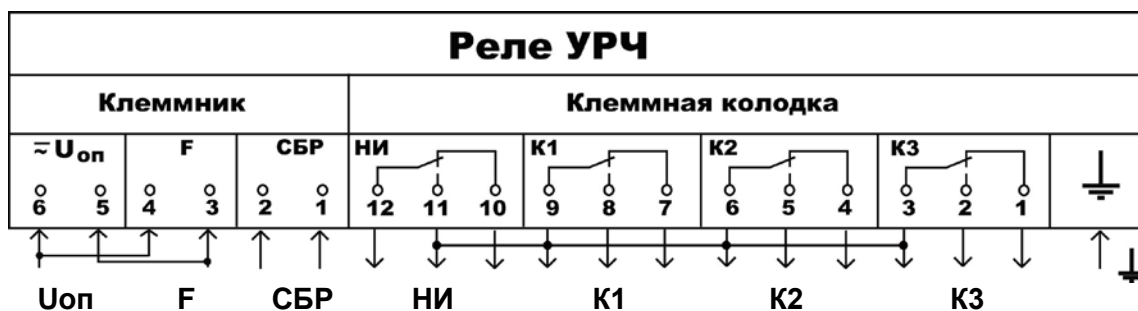 Реле УРЧ
Клеммник Клеммная колодка
≂ Uоп F СБР НИ К1 К2 К3
6 5 4 3 2 1 12 11 10 9 8 7 6 5 4 3 2 1
Uоп F СБР НИ К1 К2 К3